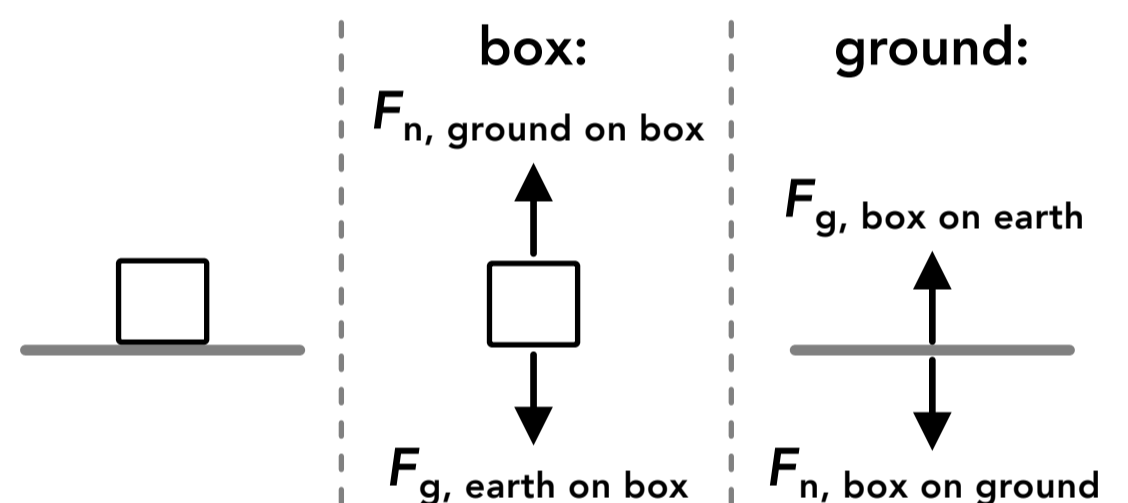 box:
Fn, ground on box
Fg, earth on box
ground:
Fg, box on earth
Fn, box on ground